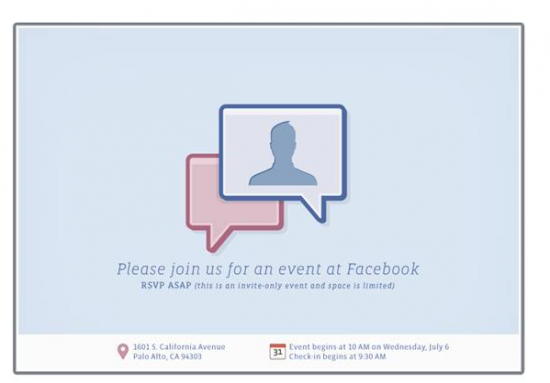 Please join us for an event at Facebook
RSVP ASAP (this is an invite-only event and space is limited)
1601 S. California Avenue
Palo Alto, CA 94303
31
Event begins at 10 AM on Wednesday, July 6
Check-in begins at 9:30 AM